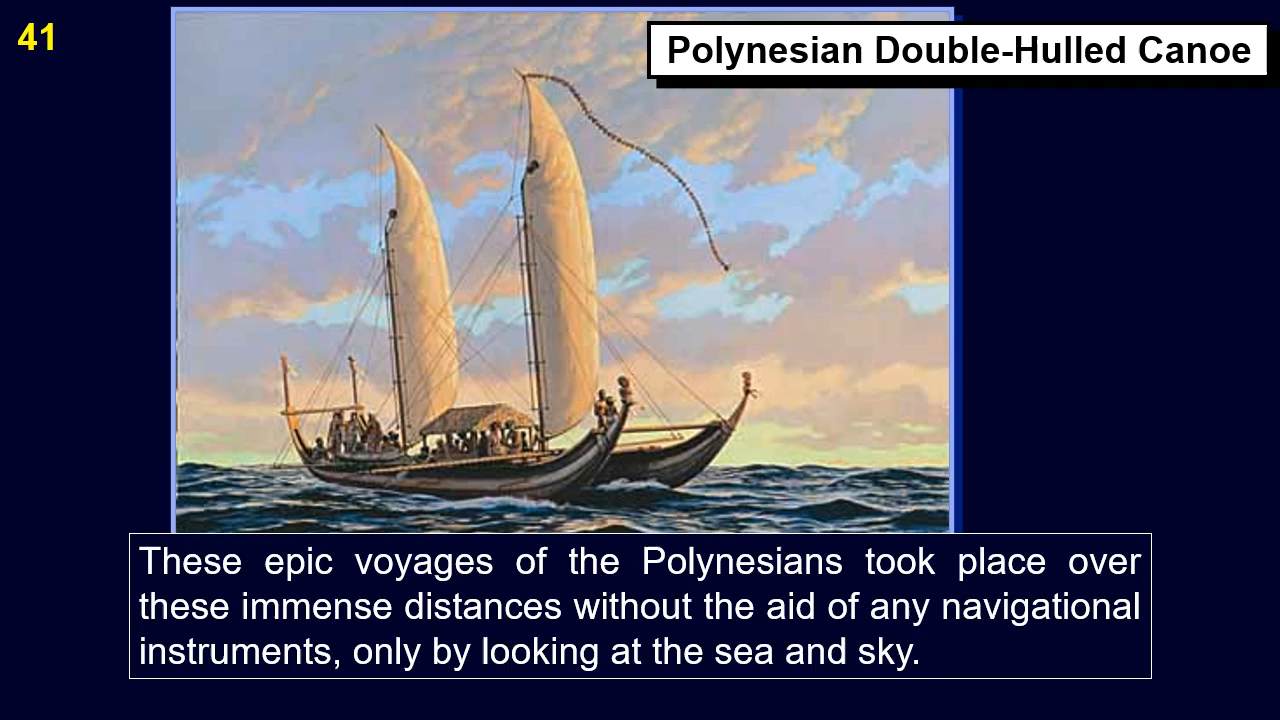 41
Polynesian Double-Hulled Canoe
These epic voyages of the Polynesians took place over
these immense distances without the aid of any navigational
instruments, only by looking at the sea and sky.